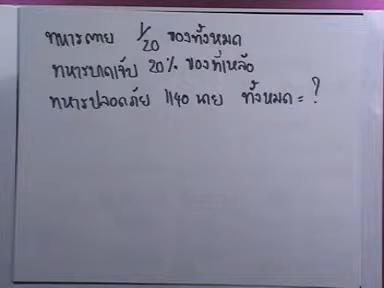 ทหารตาย 1/20 ของทั้งหมด
ทหารบาดเจ็บ 20% ของที่เหลือ
ทหารปลอดภัย 1140 นาย ทั้งหมด = ?